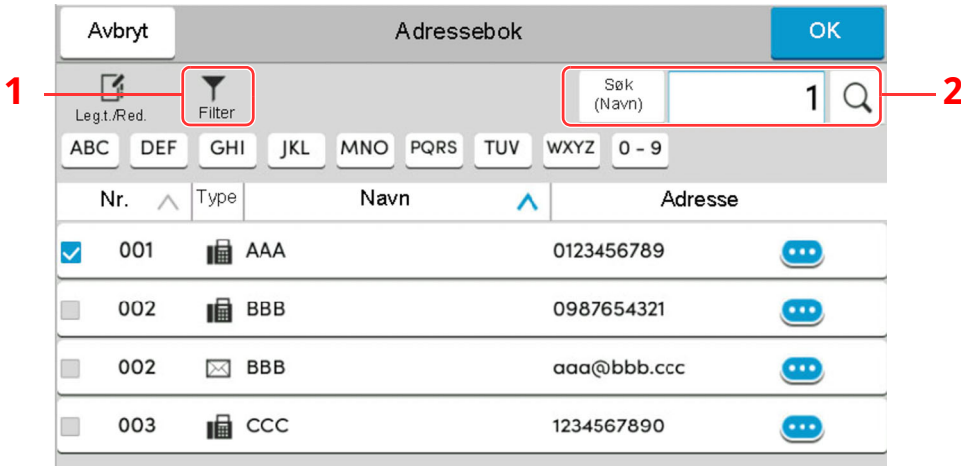 Avbryt Adressebok OK
1 Leg.t./Red. Filter Søk (Navn) 1 2
ABC DEF GHI JKL MNO PQRS TUV WXYZ 0 - 9
Nr. Type Navn Adresse
001 AAA 0123456789
002 BBB 0987654321
002 BBB aaa@bbb.ccc
003 CCC 1234567890